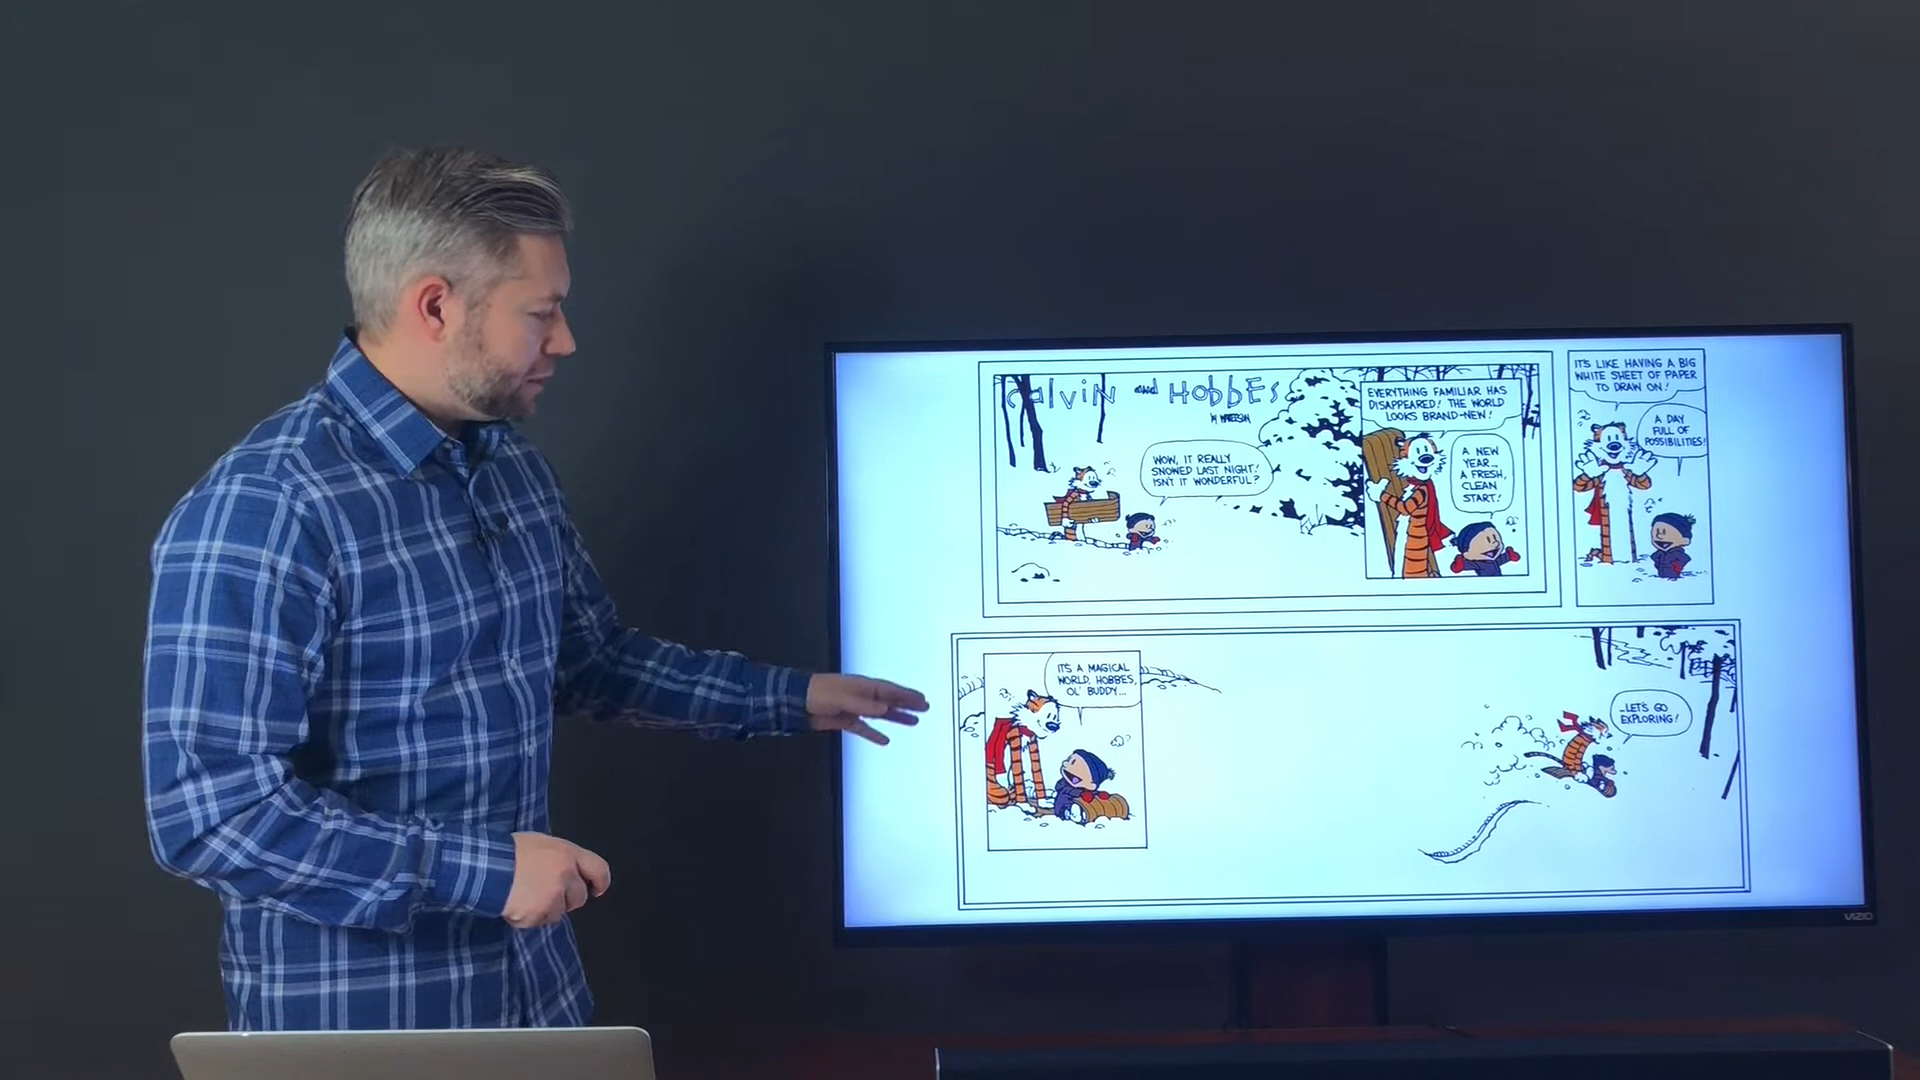 CALVIN and HOBBES
BY WATTERSON
WOW, IT REALLY
SNOWED LAST NIGHT!
ISN'T IT WONDERFUL?
EVERYTHING FAMILIAR HAS
DISAPPEARED! THE WORLD
LOOKS BRAND-NEW!
A NEW
YEAR...
A FRESH,
CLEAN
START!
IT'S LIKE HAVING A BIG
WHITE SHEET OF PAPER
TO DRAW ON!
A DAY
FULL OF
POSSIBILITIES!
IT'S A MAGICAL
WORLD, HOBBES,
OL' BUDDY...
...LET'S GO
EXPLORING!
VIZIO